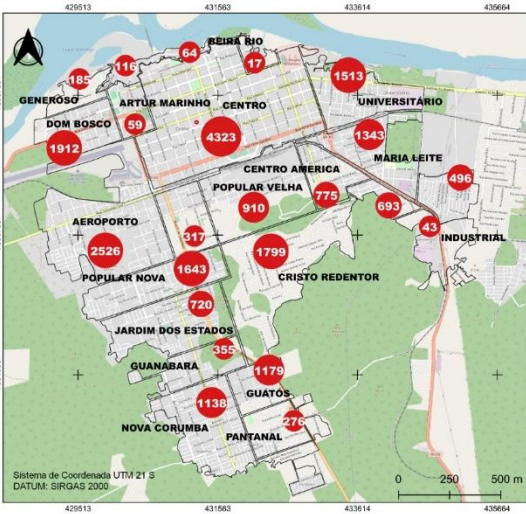 429513 431563 433614 435664
BEIRA RIO
64
116
17
185
1513
GENEROSO
ARTUR MARINHO CENTRO
UNIVERSITÁRIO
DOM BOSCO
59
4323
1343
1912
MARIA LEITE
CENTRO AMERICA
496
POPULAR VELHA
775
910
693
AEROPORTO
43
317
INDUSTRIAL
2526
1799
1643
POPULAR NOVA
CRISTO REDENTOR
720
JARDIM DOS ESTADOS
355
GUANABARA
1179
GUATÓS
1138
276
NOVA CORUMBA
PANTANAL
Sistema de Coordenada UTM 21 S
DATUM: SIRGAS 2000
0 250 500 m
429513 431563 433614 435664